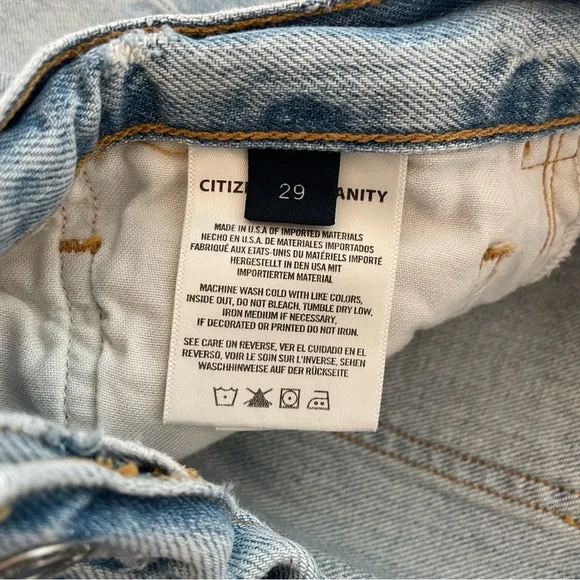 CITIZ
29
ANITY
MADE IN U.S.A OF IMPORTED MATERIALS
HECHO EN U.S.A. DE MATERIALES IMPORTADOS
FABRIQUÉ AUX ETATS-UNIS DU MATÉRIELS IMPORTÉ
HERGESTELLT IN DEN USA MIT
IMPORTIERTEM MATERIAL
MACHINE WASH COLD WITH LIKE COLORS,
INSIDE OUT, DO NOT BLEACH, TUMBLE DRY LOW,
IRON MEDIUM IF NECESSARY.
IF DECORATED OR PRINTED DO NOT IRON.
SEE CARE ON REVERSE, VER EL CUIDADO EN EL
REVERSO, VOIR LE SOIN SUR L'INVERSE, SEHEN
WASCHHINWEISE AUF DER RÜCKSEITE